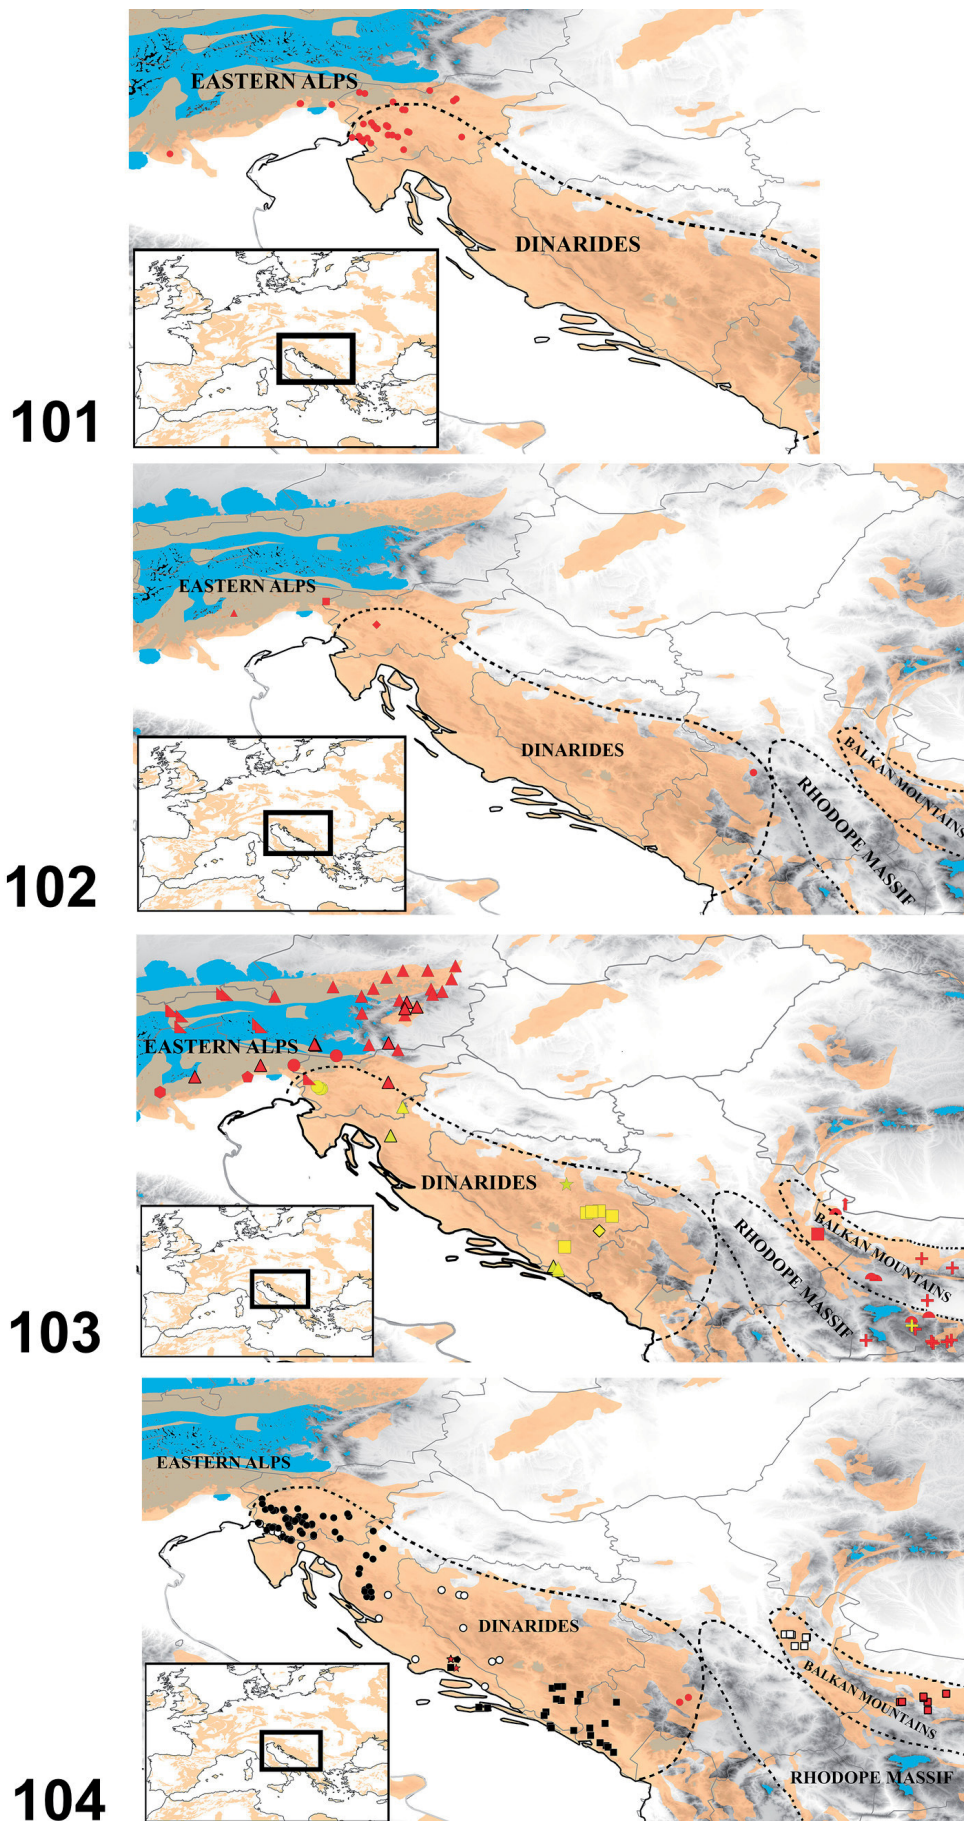 EASTERN ALPS
DINARIDES
101
EASTERN ALPS
DINARIDES
BALKAN MOUNTAINS
RHODOPE MASSIF
102
EASTERN ALPS
DINARIDES
BALKAN MOUNTAINS
RHODOPE MASSIF
103
EASTERN ALPS
DINARIDES
BALKAN MOUNTAINS
RHODOPE MASSIF
104